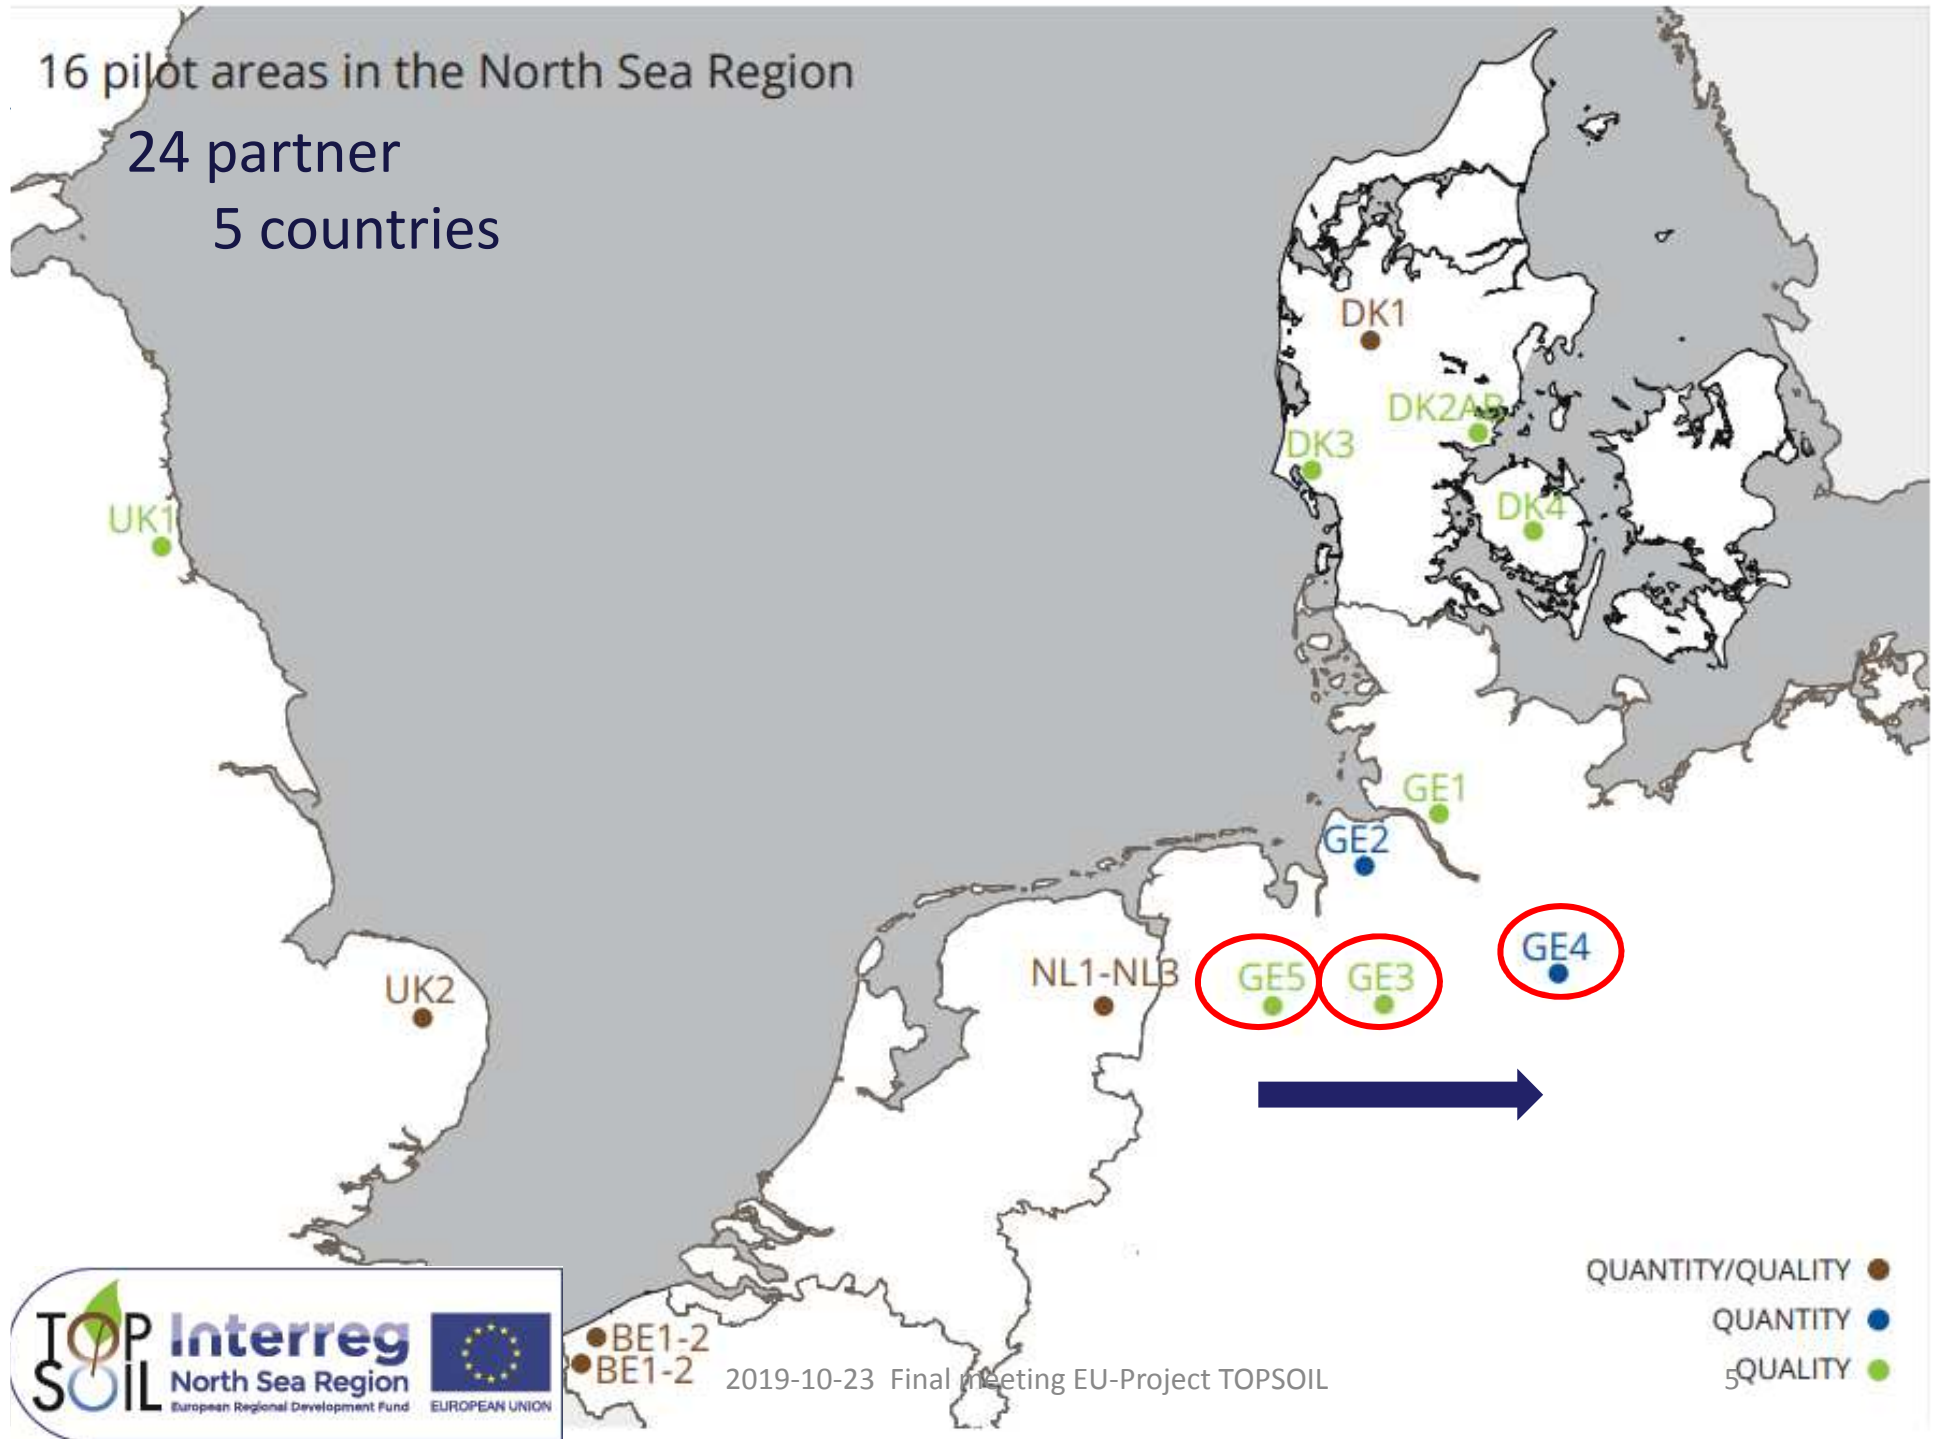 16 pilot areas in the North Sea Region
24 partner
5 countries
DK1
DK2AB
DK3
DK4
UK1
GE1
GE2
GE4
GE5
GE3
NL1-NL3
UK2
QUANTITY/QUALITY
QUANTITY
QUALITY
BE1-2
BE1-2
TOPSOIL
Interreg
North Sea Region
European Regional Development Fund
EUROPEAN UNION
2019-10-23 Final meeting EU-Project TOPSOIL
5